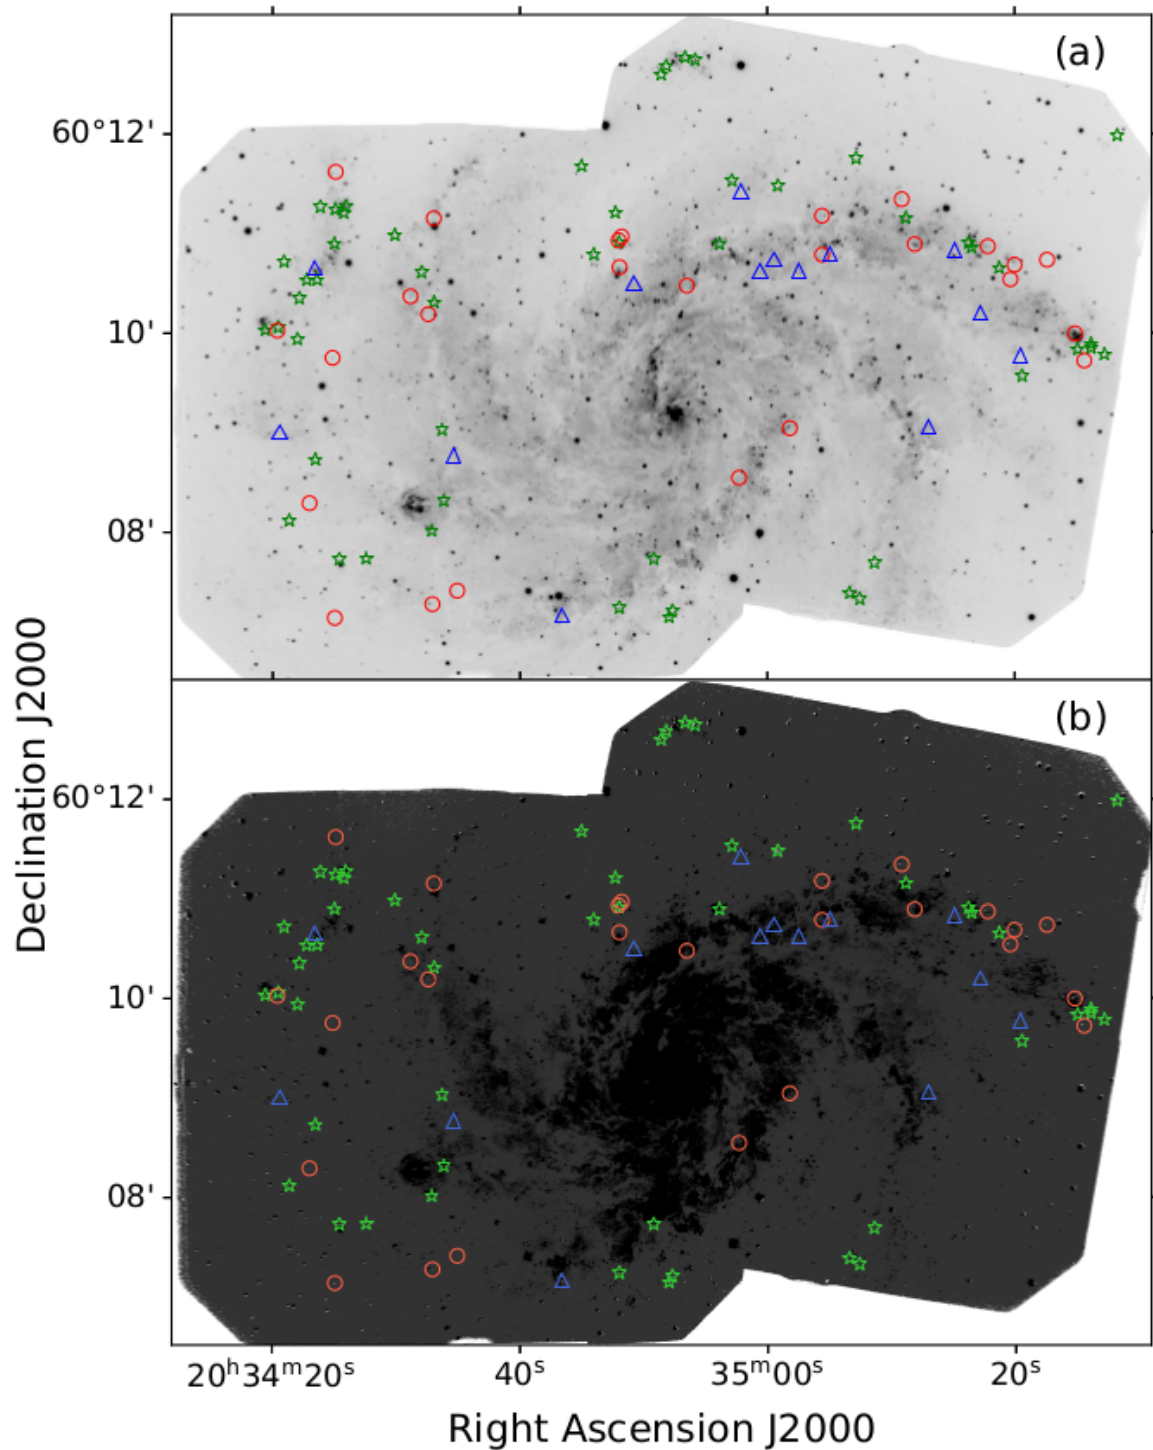 (a)
60°12'
10'
08'
(b)
60°12'
10'
08'
20ʰ34ᵐ20ˢ 40ˢ 35ᵐ00ˢ 20ˢ
Right Ascension J2000
Declination J2000